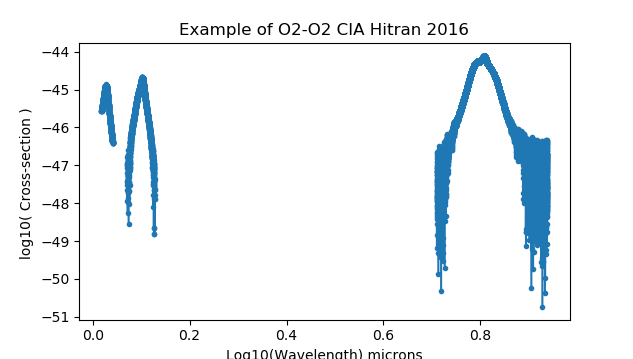 Example of O2-O2 CIA Hitran 2016
−44
−45
−46
−47
−48
−49
−50
−51
log10( Cross-section )
0.0 0.2 0.4 0.6 0.8
Log10(Wavelength) microns